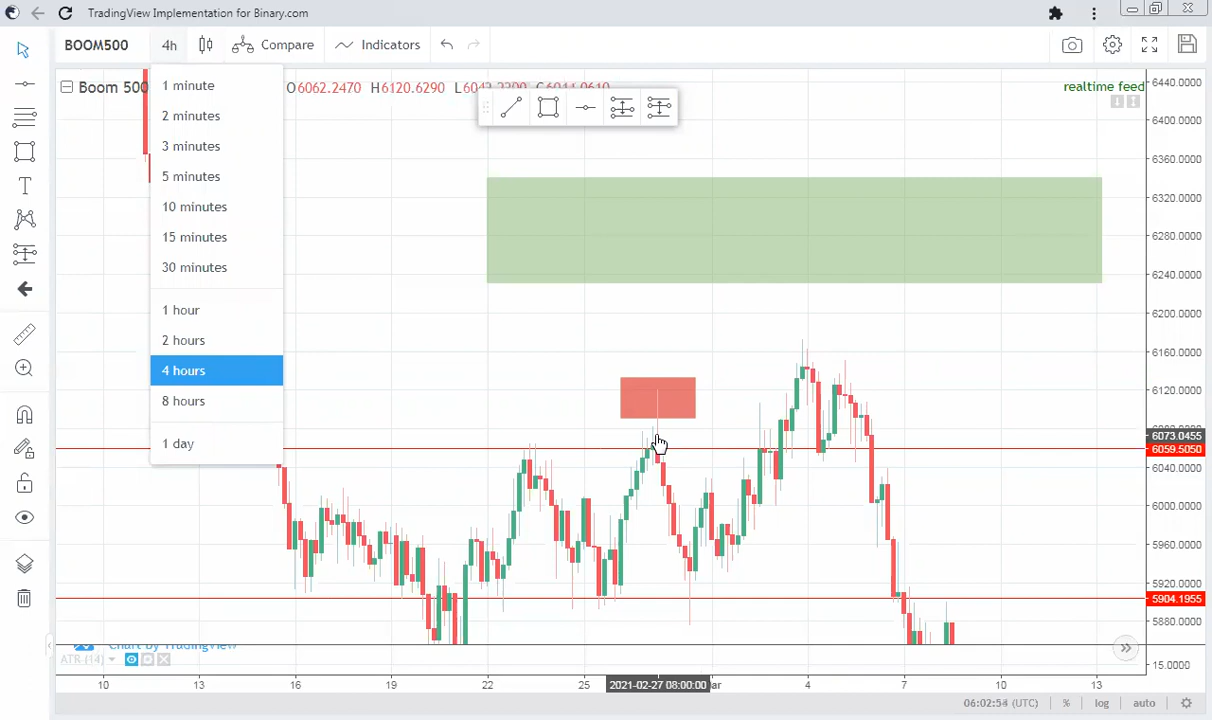 TradingView Implementation for Binary.com
BOOM500 4h Compare Indicators
Boom 500 O6062.2470 H6120.6290
realtime feed
1 minute
2 minutes
3 minutes
5 minutes
10 minutes
15 minutes
30 minutes
1 hour
2 hours
4 hours
8 hours
1 day
6440.0000
6400.0000
6360.0000
6320.0000
6280.0000
6240.0000
6200.0000
6160.0000
6120.0000
6073.0455
6059.5050
6040.0000
6000.0000
5960.0000
5920.0000
5904.1955
5880.0000
15.0000
Chart by TradingView
ATR (14)
10 13 16 19 22 25 2021-02-27 08:00:00 4 7 10 13
06:02:54 (UTC) % log auto